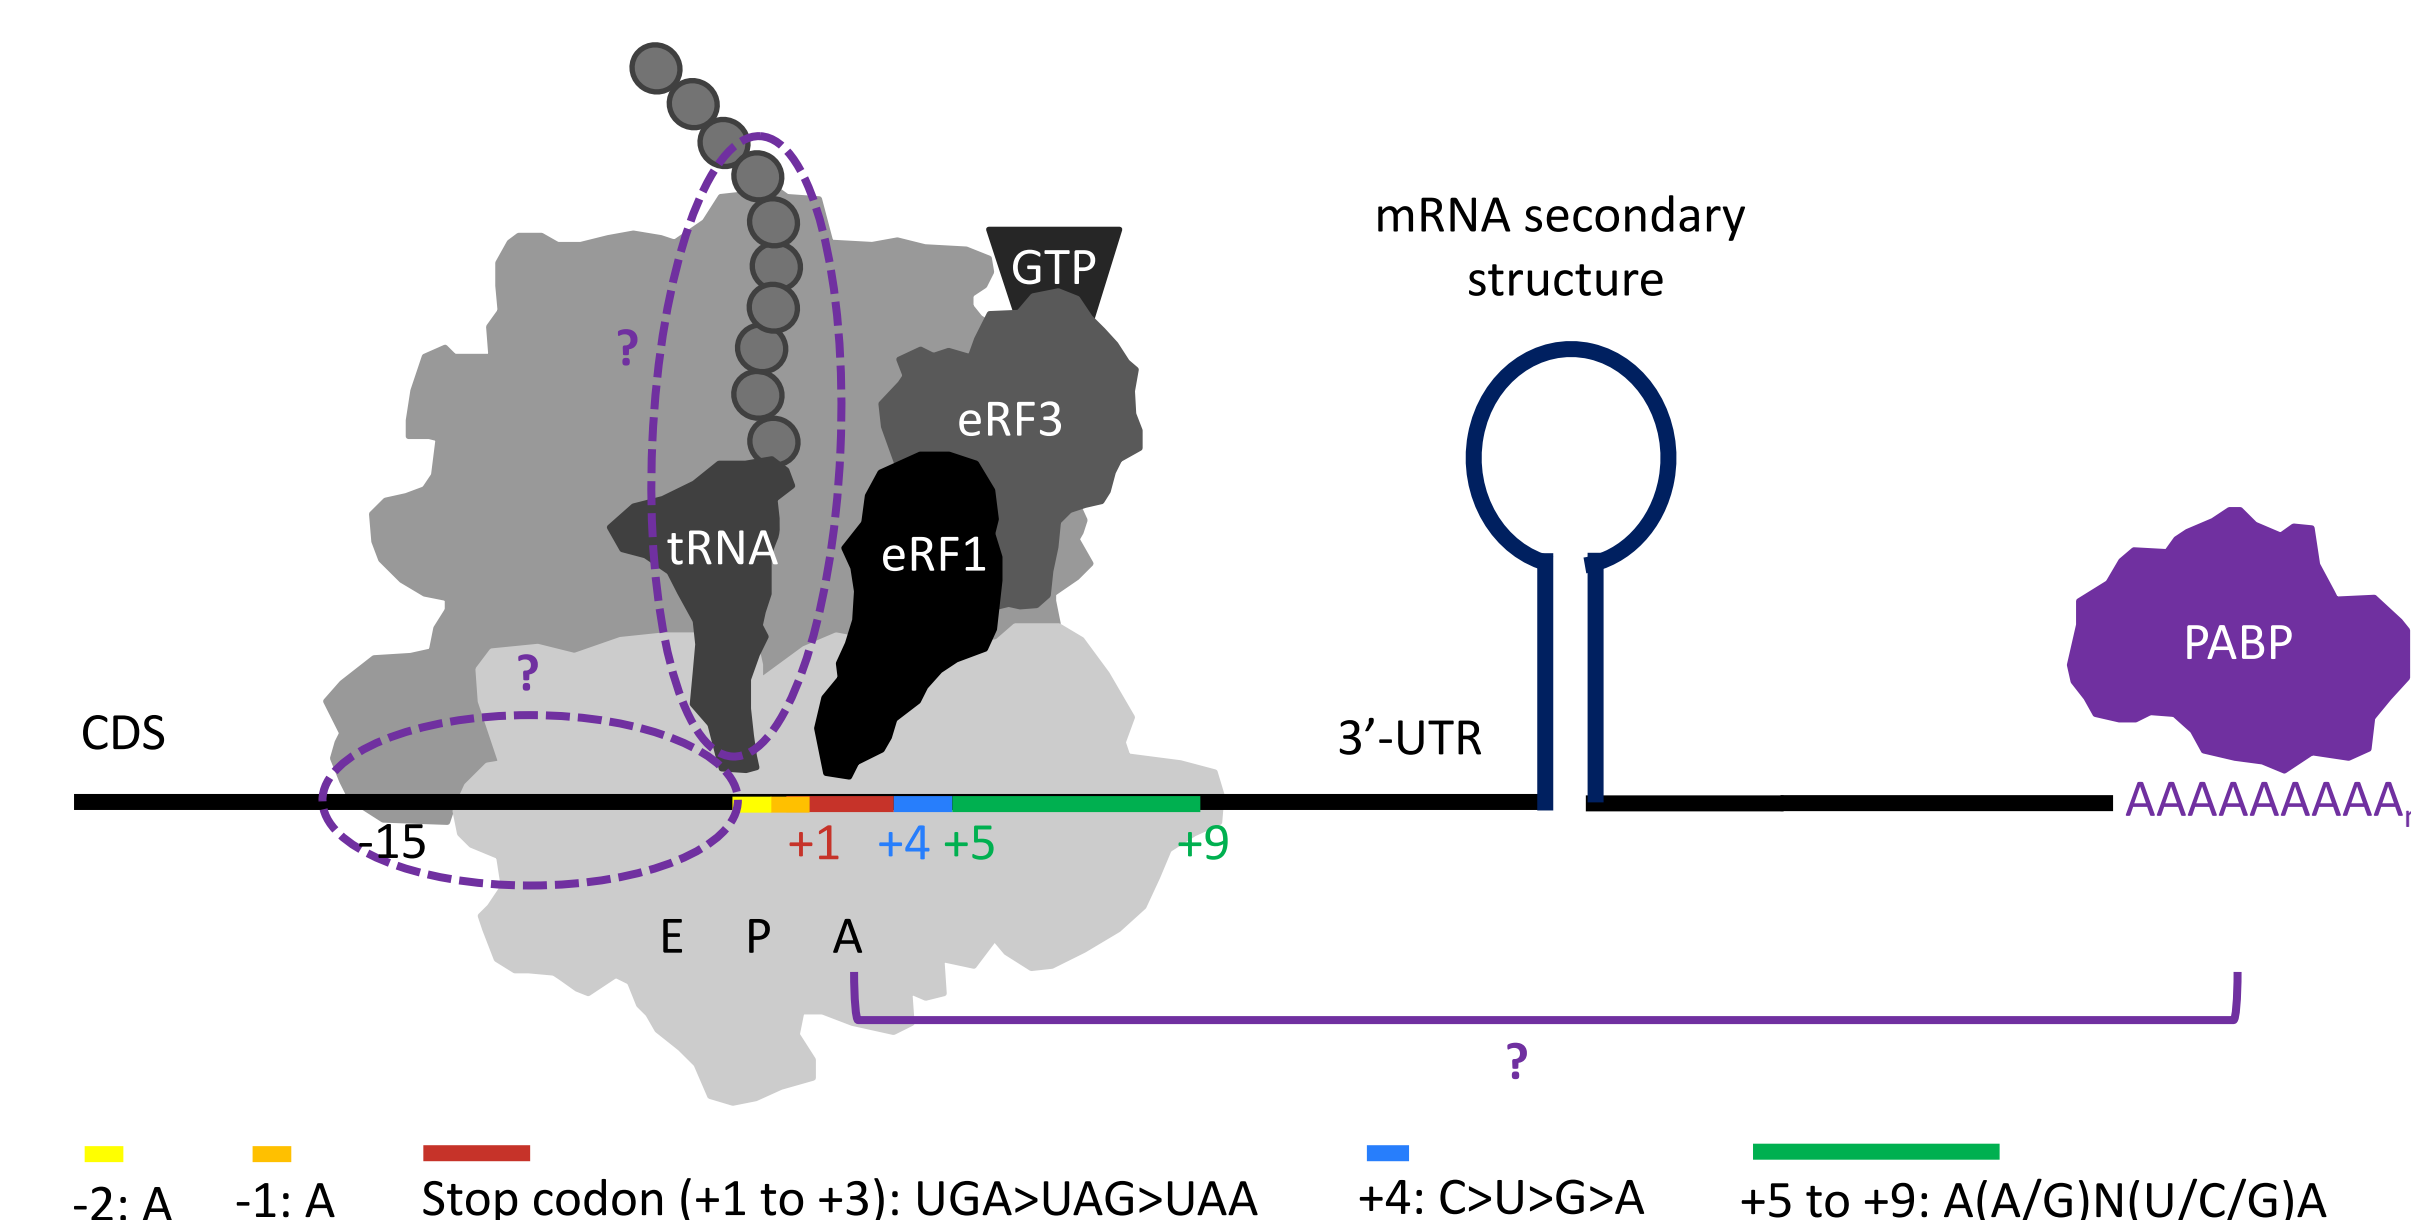 GTP
mRNA secondary
structure
?
eRF3
tRNA
eRF1
PABP
?
CDS
3’-UTR
AAAAAAAAA
-15
+1
+4
+5
+9
E
P
A
?
-2: A
-1: A
Stop codon (+1 to +3): UGA>UAG>UAA
+4: C>U>G>A
+5 to +9: A(A/G)N(U/C/G)A